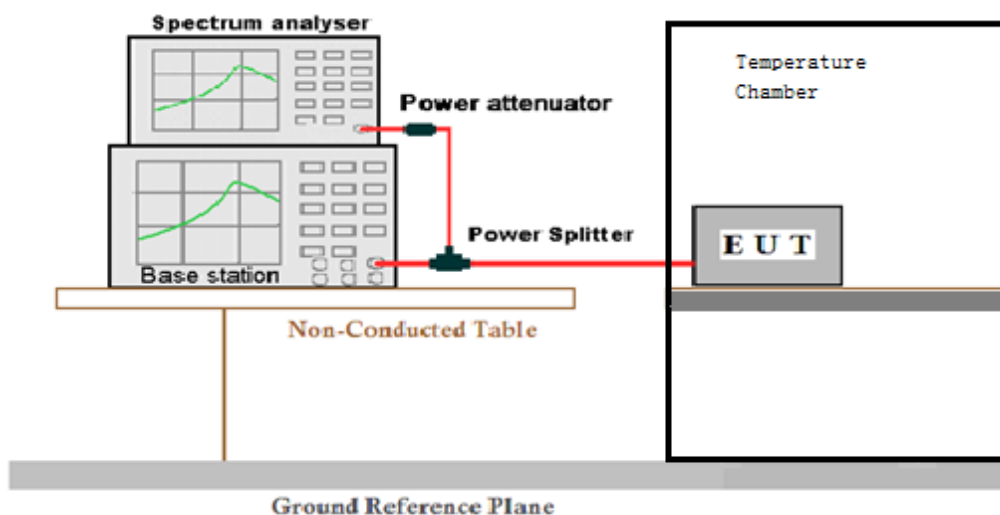 Spectrum analyser
Temperature
Chamber
Power attenuator
Power Splitter
E U T
Base station
Non-Conducted Table
Ground Reference Plane